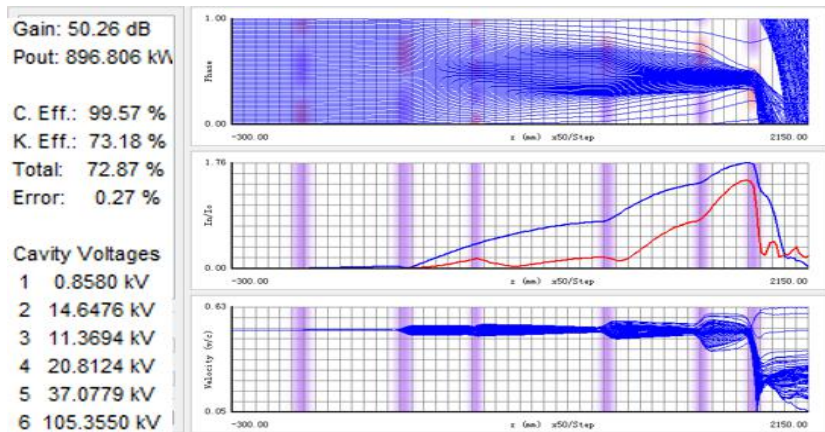 Gain: 50.26 dB
Pout: 896.806 kW
C. Eff.: 99.57 %
K. Eff.: 73.18 %
Total: 72.87 %
Error: 0.27 %
Cavity Voltages
1 0.8580 kV
2 14.6476 kV
3 11.3694 kV
4 20.8124 kV
5 37.0779 kV
6 105.3550 kV
1.00
Phase
0.00
-300.00 z (mm) x50/Step 2150.00
1.76
In/Io
0.00
-300.00 z (mm) x50/Step 2150.00
0.63
Velocity (v/c)
0.05
-300.00 z (mm) x50/Step 2150.00